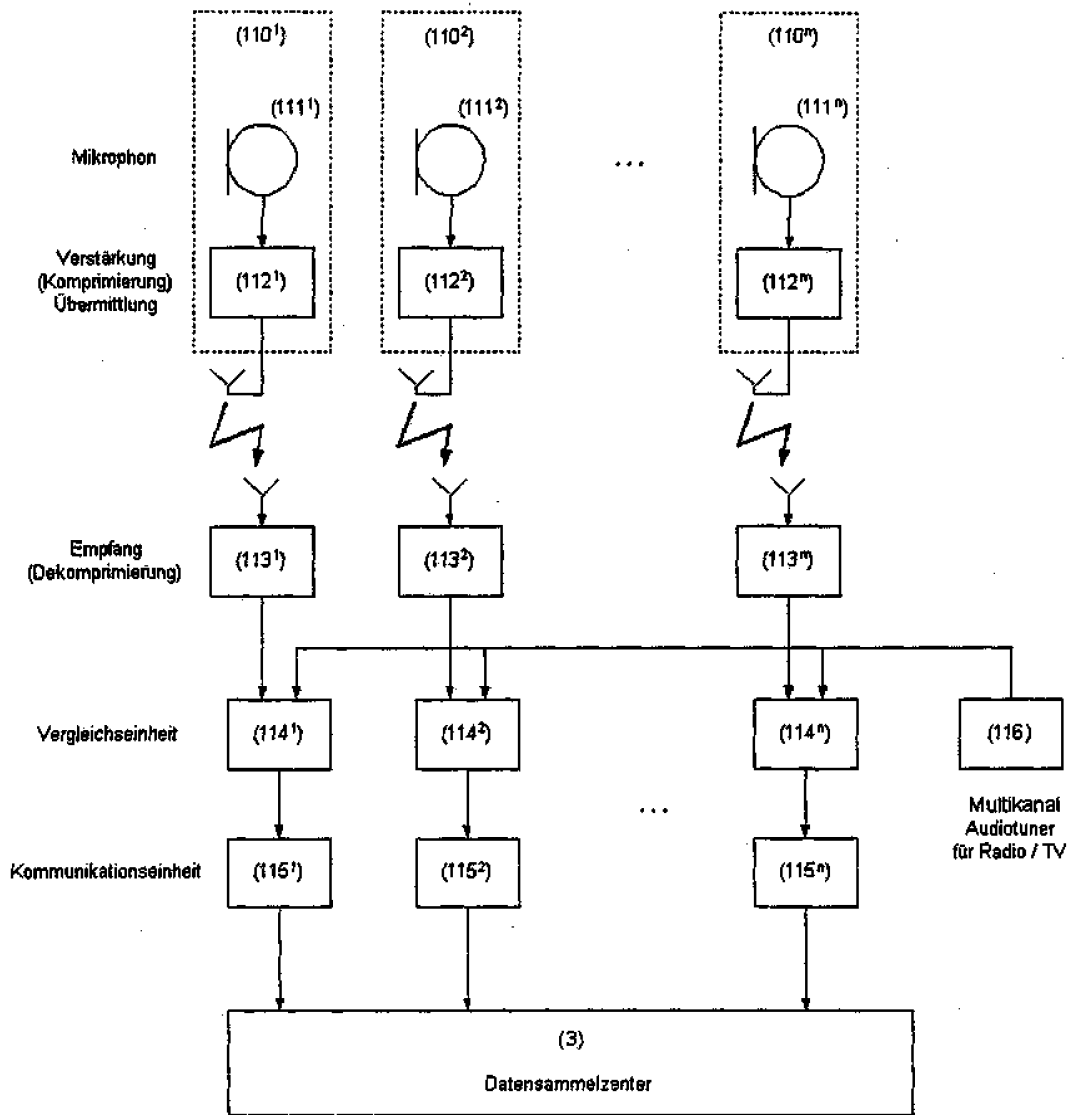 (110¹) (110²) (110ⁿ)
(111¹) (111²) (111ⁿ)
Mikrophon
...
Verstärkung
(Komprimierung)
Übermittlung
(112¹) (112²) (112ⁿ)
Empfang
(Dekomprimierung)
(113¹) (113²) (113ⁿ)
Vergleichseinheit
(114¹) (114²) (114ⁿ) (116)
...
Multikanal
Audiotuner
für Radio / TV
Kommunikationseinheit
(115¹) (115²) (115ⁿ)
(3)
Datensammelzenter